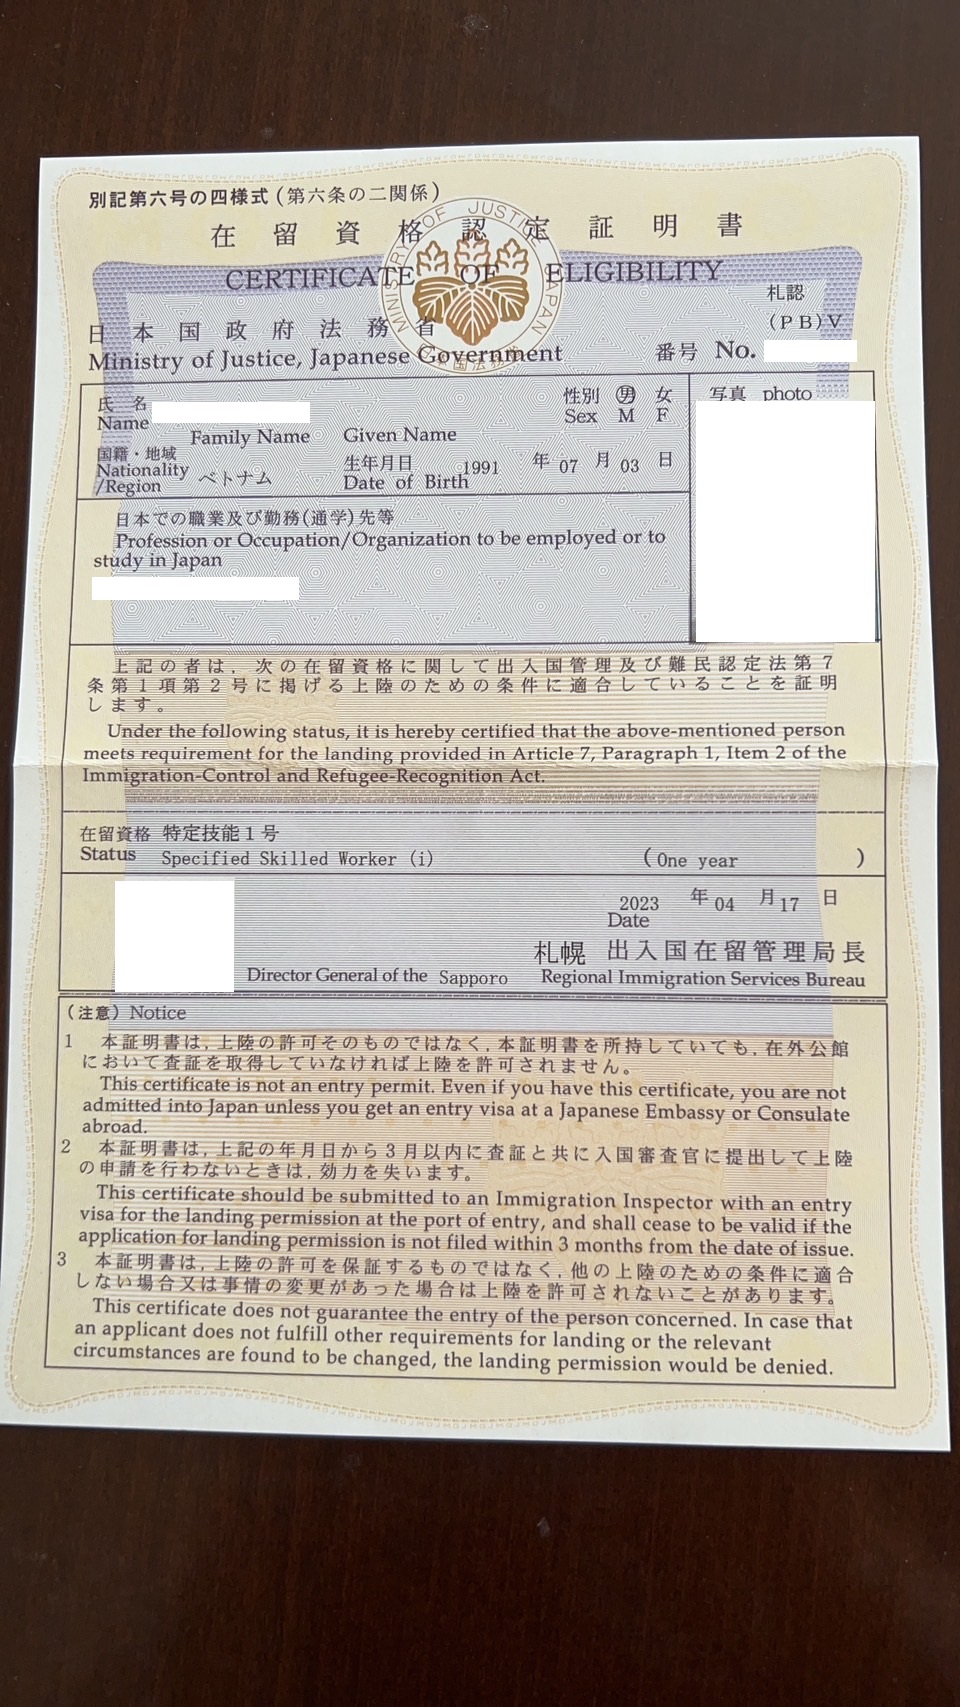 別記第六号の四様式(第六条の二関係)
在留資格認定証明書
CERTIFICATE OF ELIGIBILITY
MINISTRY OF JUSTICE, JAPAN
札認
(PB)V
日本国政府法務省
Ministry of Justice, Japanese Government
番号 No.
氏 名
Name
Family Name Given Name
性別 男 女
Sex M F
写真 photo
国籍・地域
Nationality
/Region
ベトナム
生年月日 1991 年 07 月 03 日
Date of Birth
日本での職業及び勤務(通学)先等
Profession or Occupation/Organization to be employed or to
study in Japan
上記の者は, 次の在留資格に関して出入国管理及び難民認定法第7
条第1項第2号に掲げる上陸のための条件に適合していることを証明
します。
Under the following status, it is hereby certified that the above-mentioned person
meets requirement for the landing provided in Article 7, Paragraph 1, Item 2 of the
Immigration-Control and Refugee-Recognition Act.
在留資格 特定技能1号
Status Specified Skilled Worker (i) (One year )
2023 年 04 月 17 日
Date
札幌 出入国在留管理局長
Director General of the Sapporo Regional Immigration Services Bureau
(注意) Notice
1 本証明書は, 上陸の許可そのものではなく, 本証明書を所持していても, 在外公館
において査証を取得していなければ上陸を許可されません。
This certificate is not an entry permit. Even if you have this certificate, you are not
admitted into Japan unless you get an entry visa at a Japanese Embassy or Consulate
abroad.
2 本証明書は, 上記の年月日から3月以内に査証と共に入国審査官に提出して上陸
の申請を行わないときは, 効力を失います。
This certificate should be submitted to an Immigration Inspector with an entry
visa for the landing permission at the port of entry, and shall cease to be valid if the
application for landing permission is not filed within 3 months from the date of issue.
3 本証明書は, 上陸の許可を保証するものではなく, 他の上陸のための条件に適合
しない場合又は事情の変更があった場合は上陸を許可されないことがあります。
This certificate does not guarantee the entry of the person concerned. In case that
an applicant does not fulfill other requirements for landing or the relevant
circumstances are found to be changed, the landing permission would be denied.